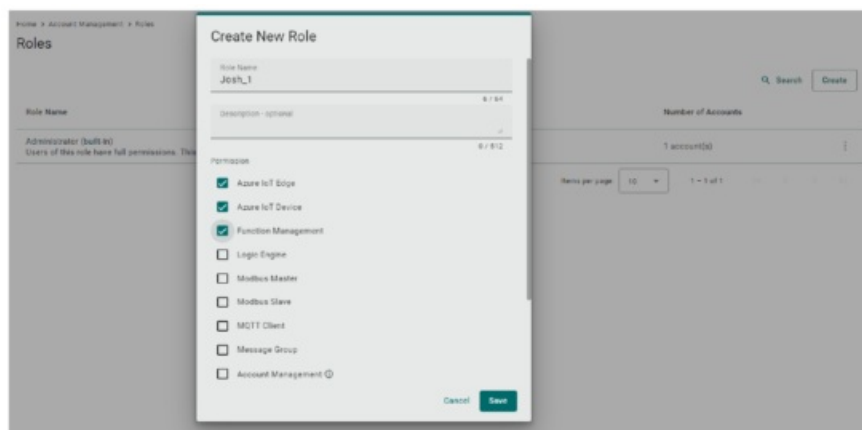 Home > Account Management > Roles
Roles
Search
Create
Role Name
Number of Accounts
Administrator (built-in)
Users of this role have full permissions. This
1 account(s)
Items per page: 10
1 – 1 of 1
Create New Role
Role Name
Josh_1
6 / 64
Description - optional
0 / 512
Permission
Azure IoT Edge
Azure IoT Device
Function Management
Logic Engine
Modbus Master
Modbus Slave
MQTT Client
Message Group
Account Management
Cancel
Save